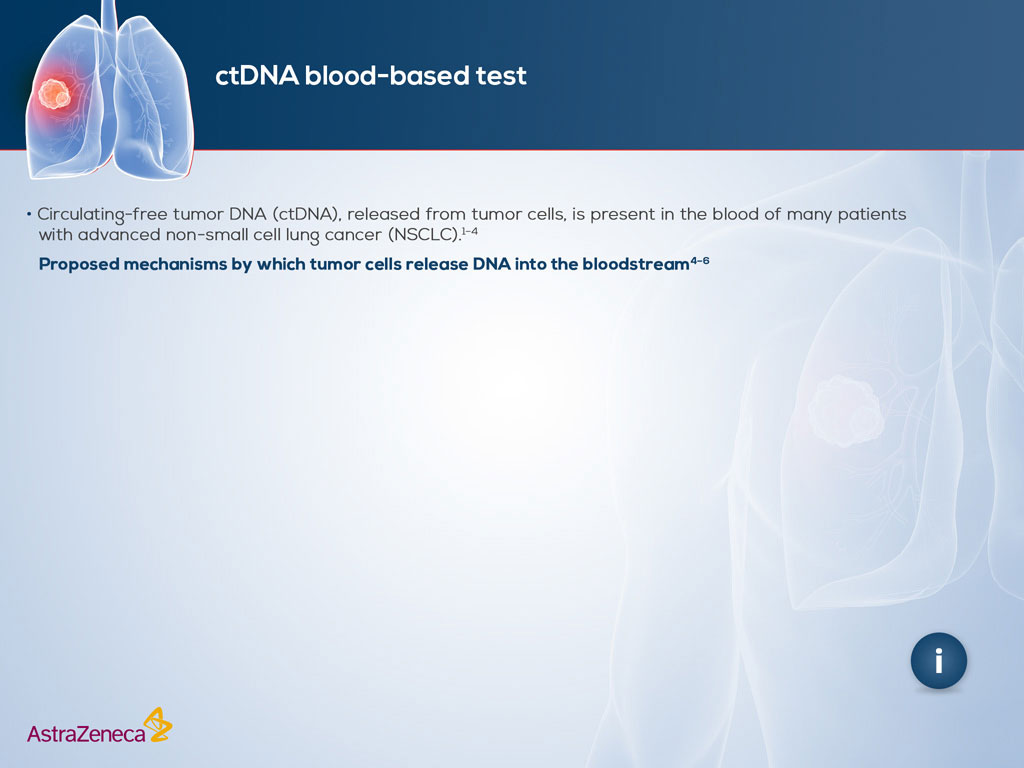 ctDNA blood-based test
• Circulating-free tumor DNA (ctDNA), released from tumor cells, is present in the blood of many patients
with advanced non-small cell lung cancer (NSCLC).¹⁻⁴
Proposed mechanisms by which tumor cells release DNA into the bloodstream⁴⁻⁶
i
AstraZeneca